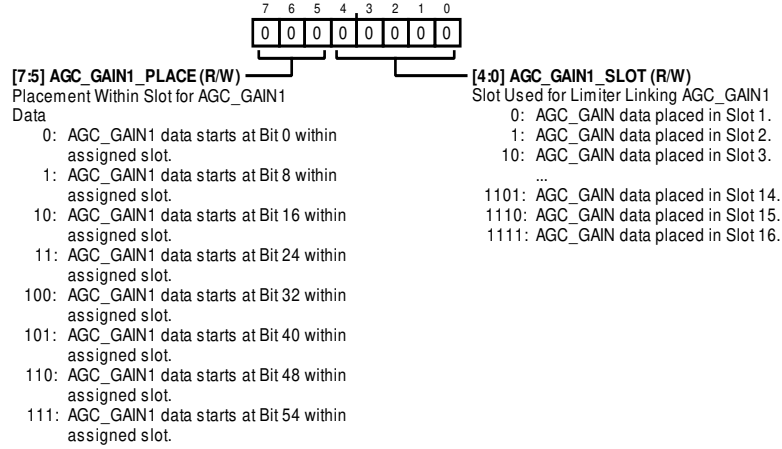 7 6 5 4 3 2 1 0
0 0 0 0 0 0 0 0
[7:5] AGC_GAIN1_PLACE (R/W)
Placement Within Slot for AGC_GAIN1
Data
0: AGC_GAIN1 data starts at Bit 0 within
assigned slot.
1: AGC_GAIN1 data starts at Bit 8 within
assigned slot.
10: AGC_GAIN1 data starts at Bit 16 within
assigned slot.
11: AGC_GAIN1 data starts at Bit 24 within
assigned slot.
100: AGC_GAIN1 data starts at Bit 32 within
assigned slot.
101: AGC_GAIN1 data starts at Bit 40 within
assigned slot.
110: AGC_GAIN1 data starts at Bit 48 within
assigned slot.
111: AGC_GAIN1 data starts at Bit 54 within
assigned slot.
[4:0] AGC_GAIN1_SLOT (R/W)
Slot Used for Limiter Linking AGC_GAIN1
0: AGC_GAIN data placed in Slot 1.
1: AGC_GAIN data placed in Slot 2.
10: AGC_GAIN data placed in Slot 3.
...
1101: AGC_GAIN data placed in Slot 14.
1110: AGC_GAIN data placed in Slot 15.
1111: AGC_GAIN data placed in Slot 16.